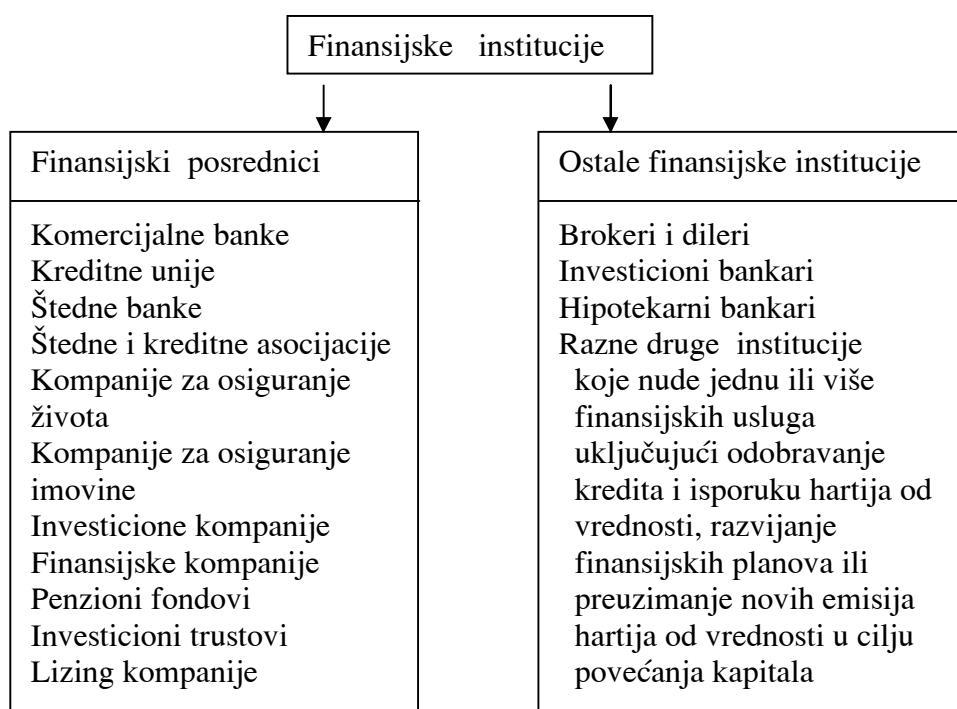 Finansijske institucije
Finansijski posrednici
Komercijalne banke
Kreditne unije
Štedne banke
Štedne i kreditne asocijacije
Kompanije za osiguranje
života
Kompanije za osiguranje
imovine
Investicione kompanije
Finansijske kompanije
Penzioni fondovi
Investicioni trustovi
Lizing kompanije
Ostale finansijske institucije
Brokeri i dileri
Investicioni bankari
Hipotekarni bankari
Razne druge institucije
koje nude jednu ili više
finansijskih usluga
uključujući odobravanje
kredita i isporuku hartija od
vrednosti, razvijanje
finansijskih planova ili
preuzimanje novih emisija
hartija od vrednosti u cilju
povećanja kapitala